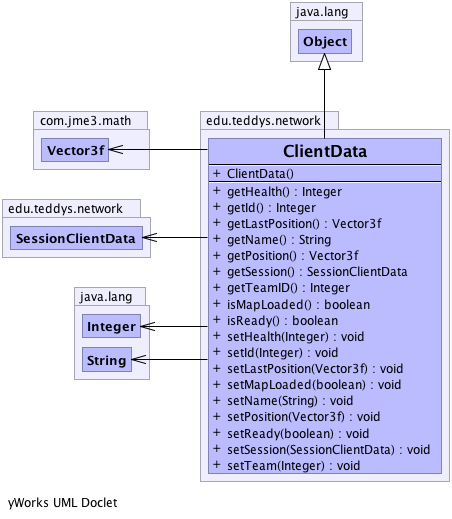 java.lang
Object
com.jme3.math
Vector3f
edu.teddys.network
SessionClientData
java.lang
Integer
String
edu.teddys.network
ClientData
+ ClientData()
+ getHealth() : Integer
+ getId() : Integer
+ getLastPosition() : Vector3f
+ getName() : String
+ getPosition() : Vector3f
+ getSession() : SessionClientData
+ getTeamID() : Integer
+ isMapLoaded() : boolean
+ isReady() : boolean
+ setHealth(Integer) : void
+ setId(Integer) : void
+ setLastPosition(Vector3f) : void
+ setMapLoaded(boolean) : void
+ setName(String) : void
+ setPosition(Vector3f) : void
+ setReady(boolean) : void
+ setSession(SessionClientData) : void
+ setTeam(Integer) : void
yWorks UML Doclet